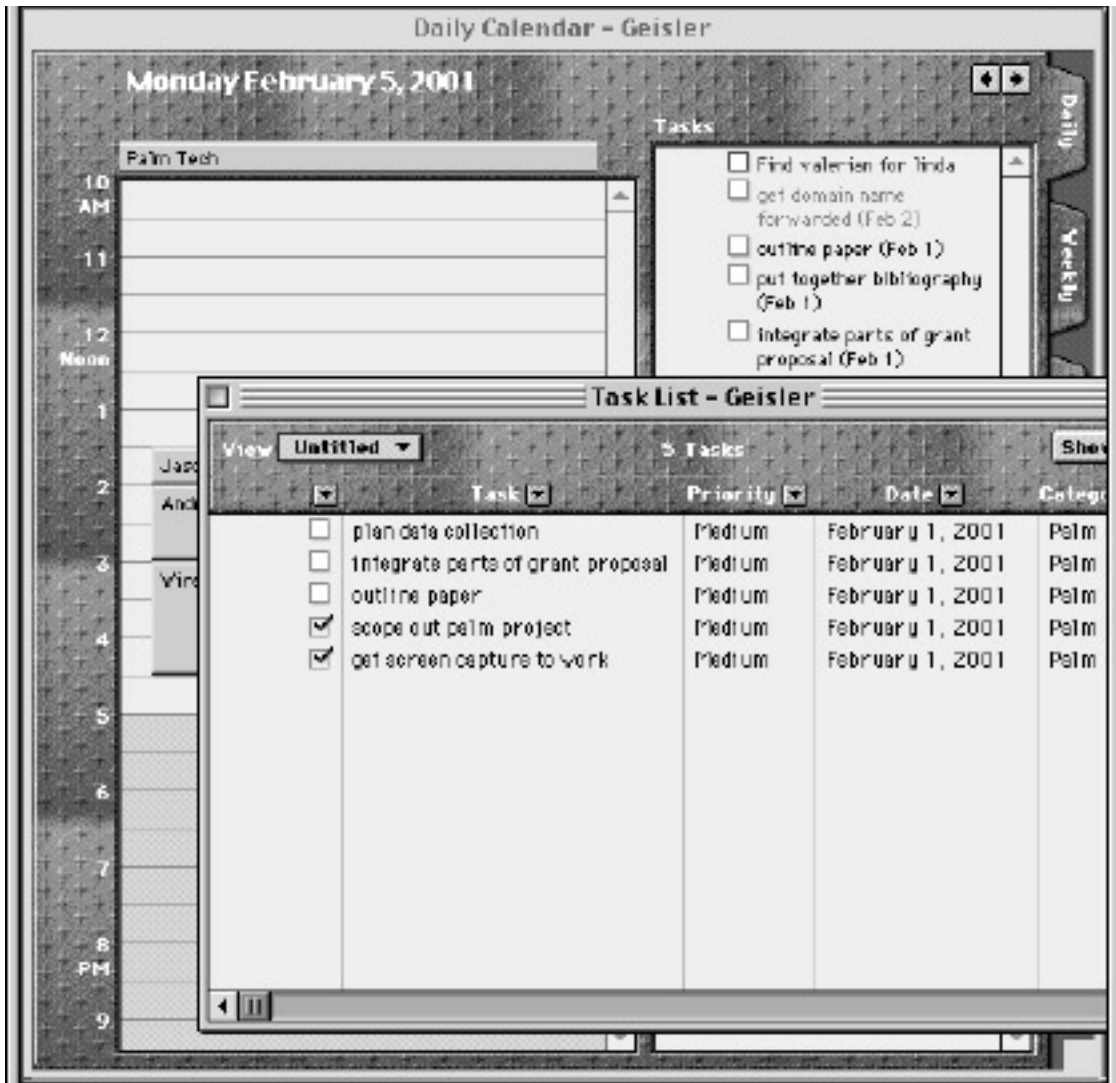 Daily Calendar – Geisler
Monday February 5, 2001
Daily
Tasks
Palm Tech
Find valerian for linda
get domain name
forwarded (Feb 2)
outline paper (Feb 1)
put together bibliography
(Feb 1)
integrate parts of grant
proposal (Feb 1)
Weekly
10
AM
11
12
Noon
1
2
3
4
5
6
7
8
PM
9
Jaso
And
Task List – Geisler
View Untitled
5 Tasks
Show
Task Priority Date Catego
plan data collection Medium February 1, 2001 Palm
integrate parts of grant proposal Medium February 1, 2001 Palm
outline paper Medium February 1, 2001 Palm
scope out palm project Medium February 1, 2001 Palm
get screen capture to work Medium February 1, 2001 Palm